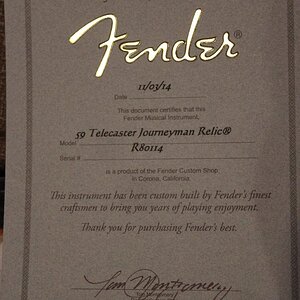 Fender®
11/03/14
Date
This document certifies that this
Fender Musical Instrument,
59 Telecaster Journeyman Relic®
Model
R80114
Serial #
is a product of the Fender Custom Shop
in Corona, California.
This instrument has been custom built by Fender's finest
craftsmen to bring you years of playing enjoyment.
Thank you for purchasing Fender's best.